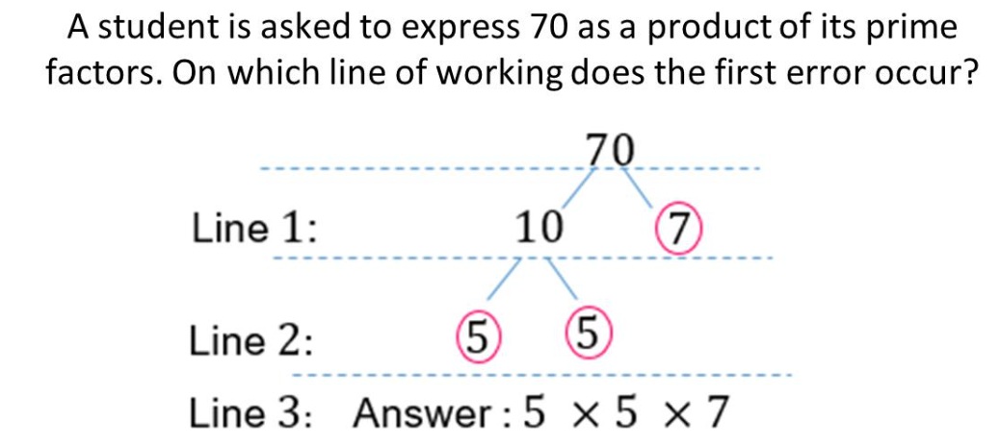 A student is asked to express 70 as a product of its prime
factors. On which line of working does the first error occur?
70
Line 1: 10 7
Line 2: 5 5
Line 3: Answer : 5 × 5 × 7